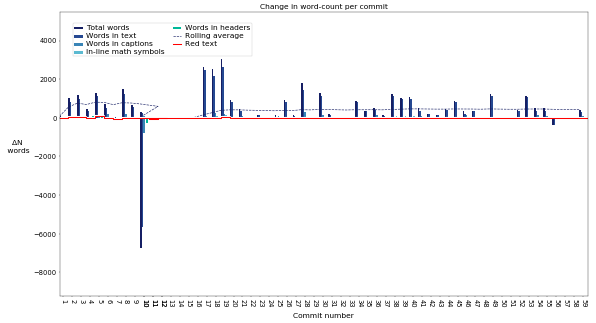 Change in word-count per commit
Total words
Words in text
Words in captions
in-line math symbols
Words in headers
Rolling average
Red text
4000
2000
0
−2000
−4000
−6000
−8000
ΔN
words
1 2 3 4 5 6 7 8 9 10 11 12 13 14 15 16 17 18 19 20 21 22 23 24 25 26 27 28 29 30 31 32 33 34 35 36 37 38 39 40 41 42 43 44 45 46 47 48 49 50 51 52 53 54 55 56 57 58 59
Commit number